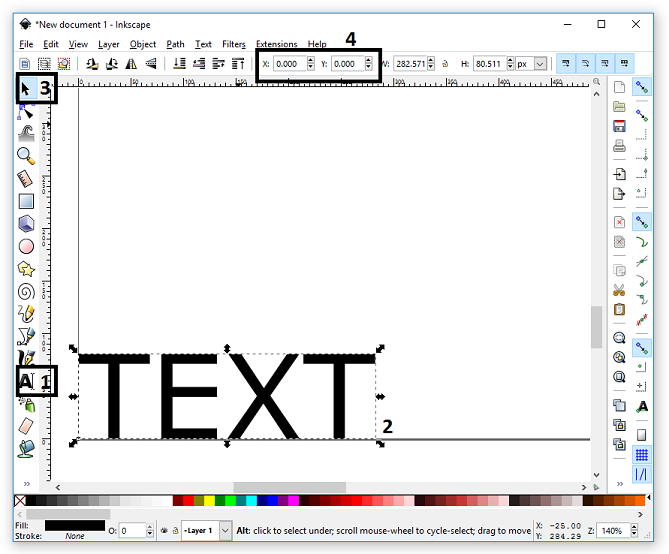 *New document 1 - Inkscape
File Edit View Layer Object Path Text Filters Extensions Help
4
X: 0.000 Y: 0.000 W: 282.571 H: 80.511 px
3
1
TEXT
2
Fill:
Stroke: None
O: 0
•Layer 1
Alt: click to select under; scroll mouse-wheel to cycle-select; drag to move
X: -25.00
Y: 284.29
Z: 140%